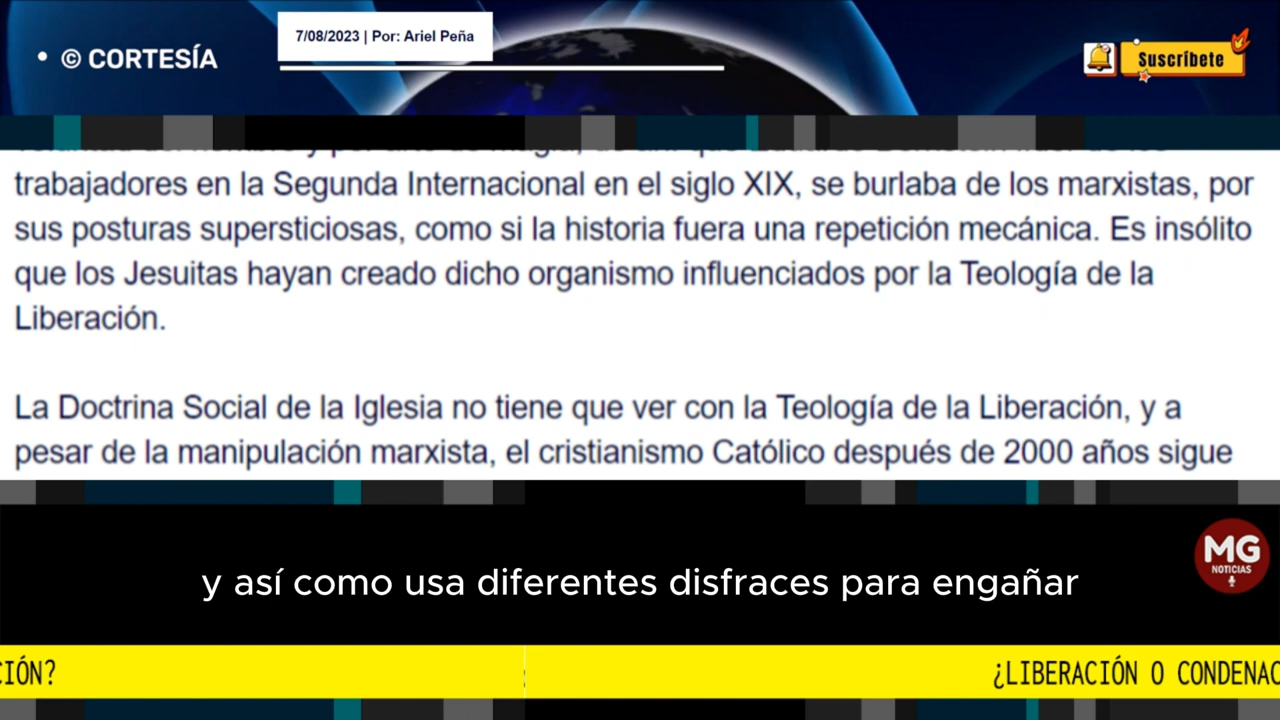 7/08/2023 | Por: Ariel Peña
• © CORTESÍA
Suscríbete
trabajadores en la Segunda Internacional en el siglo XIX, se burlaba de los marxistas, por
sus posturas supersticiosas, como si la historia fuera una repetición mecánica. Es insólito
que los Jesuitas hayan creado dicho organismo influenciados por la Teología de la
Liberación.
La Doctrina Social de la Iglesia no tiene que ver con la Teología de la Liberación, y a
pesar de la manipulación marxista, el cristianismo Católico después de 2000 años sigue
MG
NOTICIAS
y así como usa diferentes disfraces para engañar
CIÓN?
¿LIBERACIÓN O CONDENAC